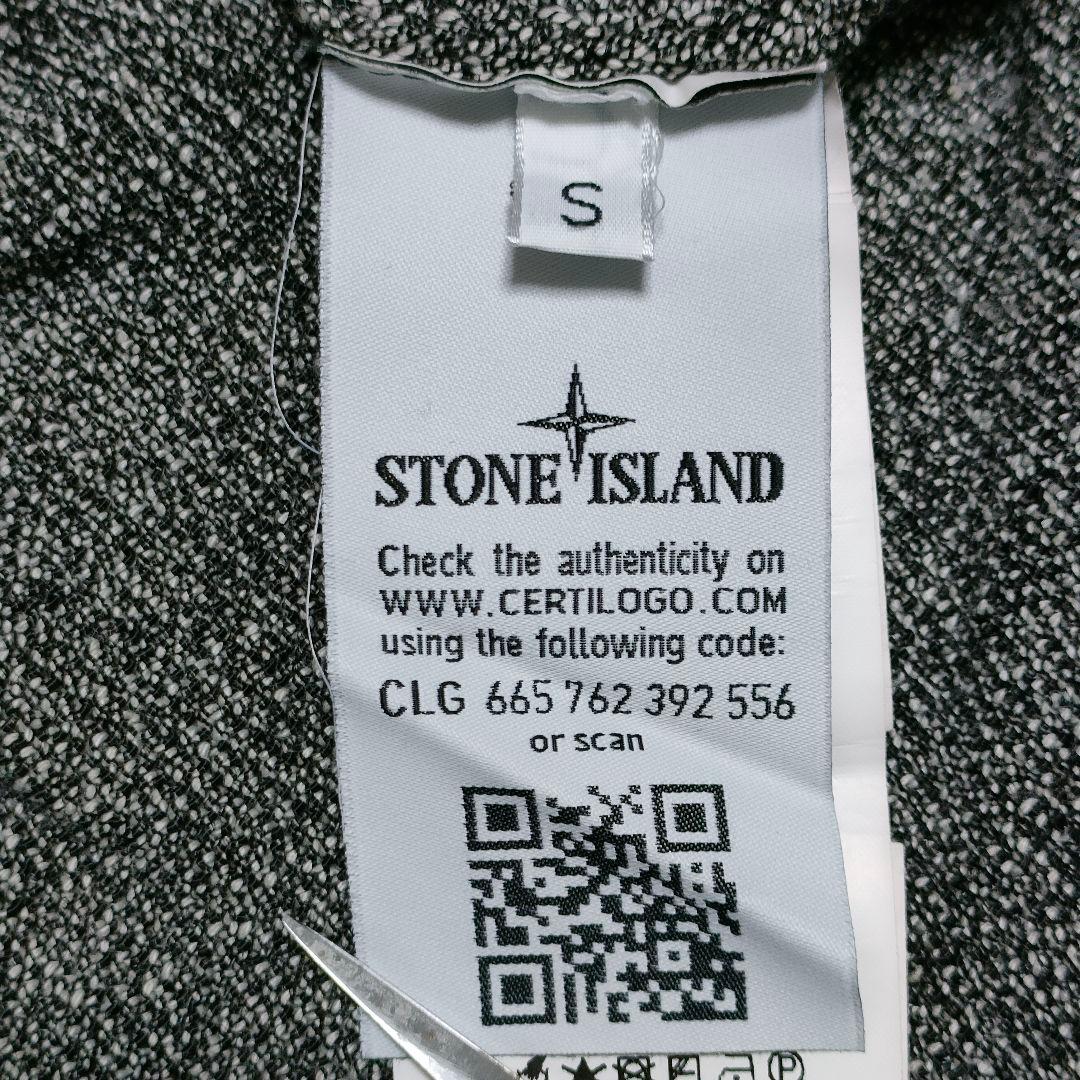 S
STONE ISLAND
Check the authenticity on
WWW.CERTILOGO.COM
using the following code:
CLG 665 762 392 556
or scan
P